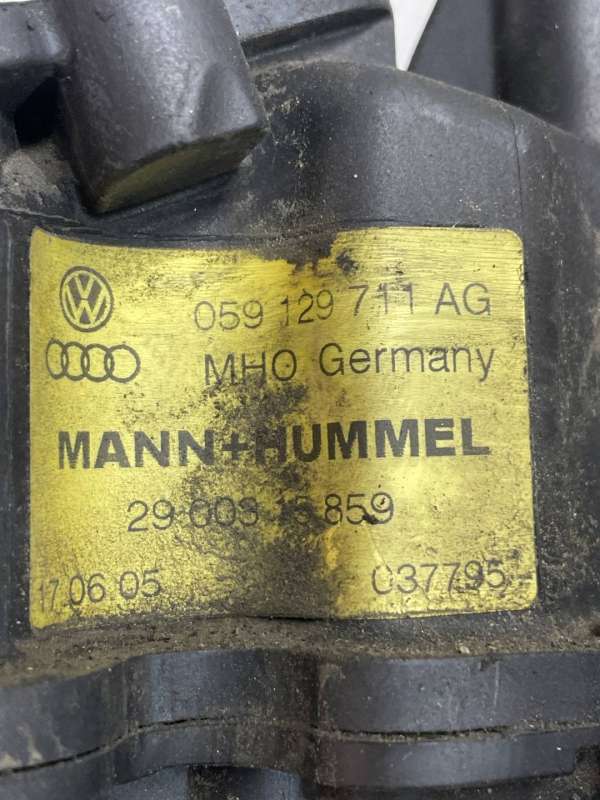 059 129 711 AG
MHO Germany
MANN+HUMMEL
29 003 15 859
17.06.05
037795